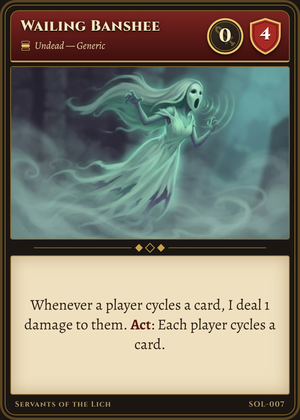 Wailing Banshee
0
4
Undead — Generic
Whenever a player cycles a card, I deal 1
damage to them. Act: Each player cycles a
card.
Servants of the Lich
SOL-007